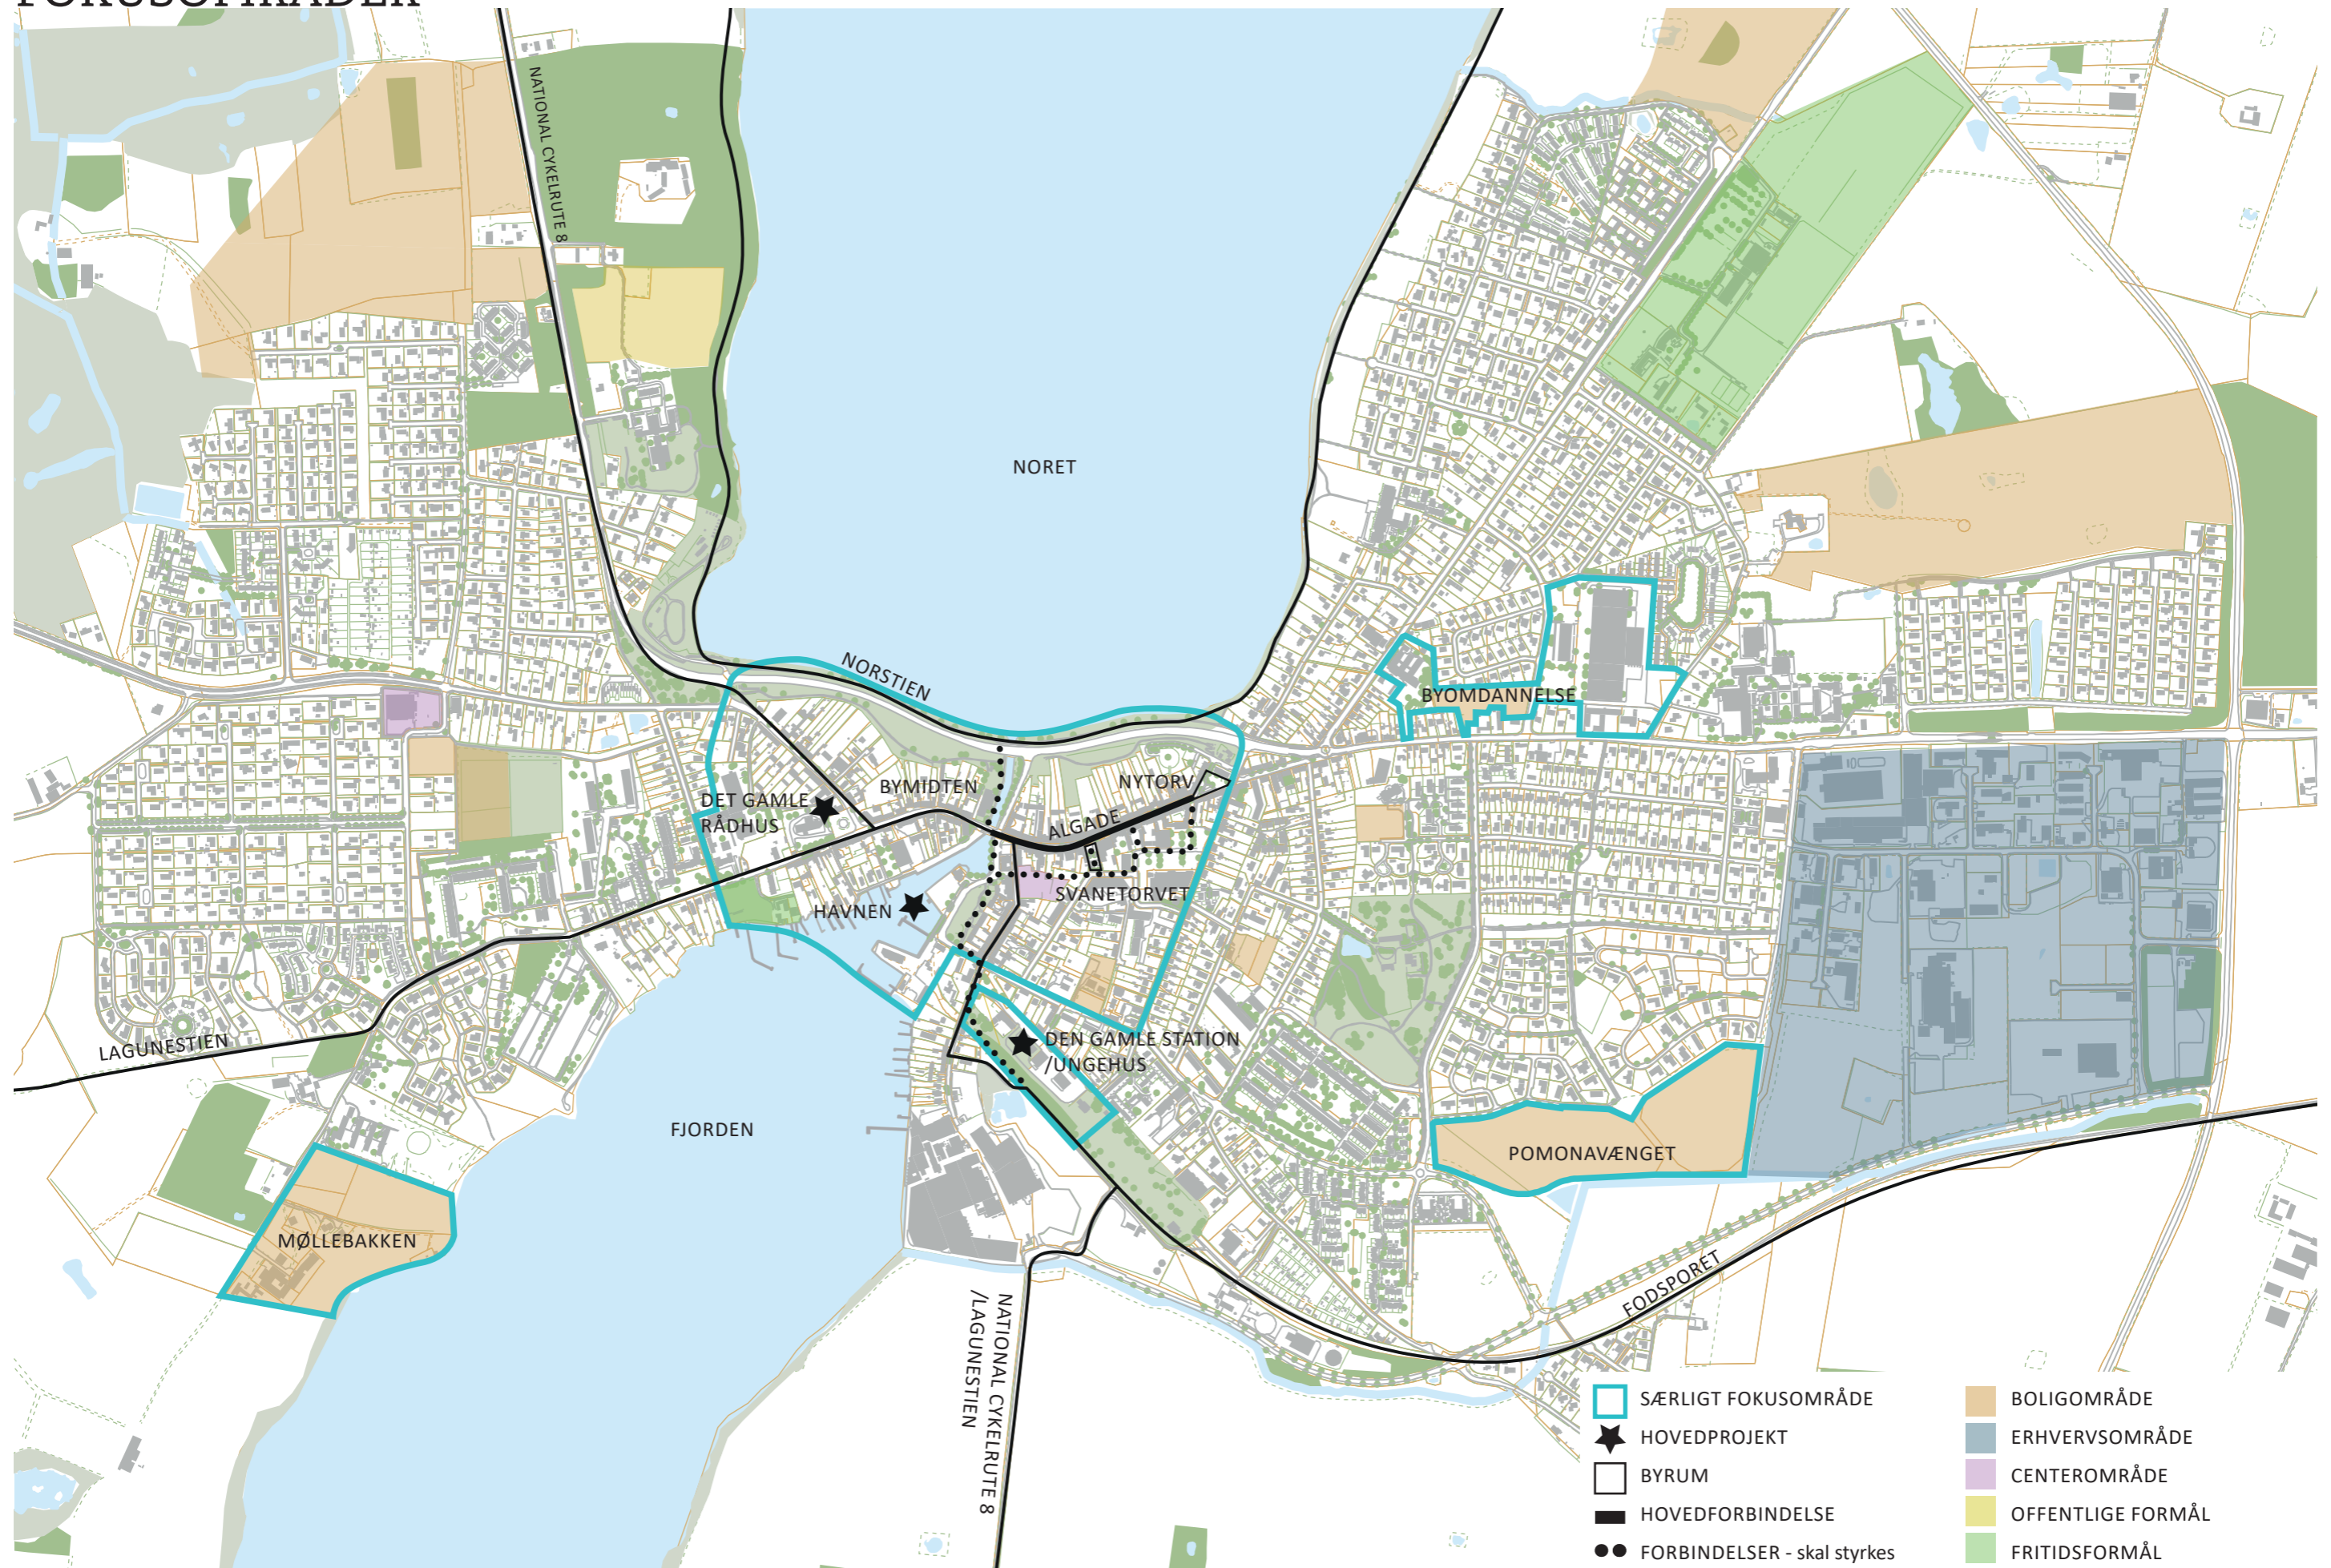 FOKUSOMRÅDER
NATIONAL CYKELRUTE 8
NORET
NORSTIEN
BYOMDANNELSE
BYMIDTEN
NYTORV
DET GAMLE
RÅDHUS
ALGADE
SVANETORVET
HAVNEN
LAGUNESTIEN
DEN GAMLE STATION
/UNGEHUS
FJORDEN
POMONAVÆNGET
MØLLEBAKKEN
FODSPORET
NATIONAL CYKELRUTE 8
/LAGUNESTIEN
SÆRLIGT FOKUSOMRÅDE
HOVEDPROJEKT
BYRUM
HOVEDFORBINDELSE
FORBINDELSER - skal styrkes
BOLIGOMRÅDE
ERHVERVSOMRÅDE
CENTEROMRÅDE
OFFENTLIGE FORMÅL
FRITIDSFORMÅL